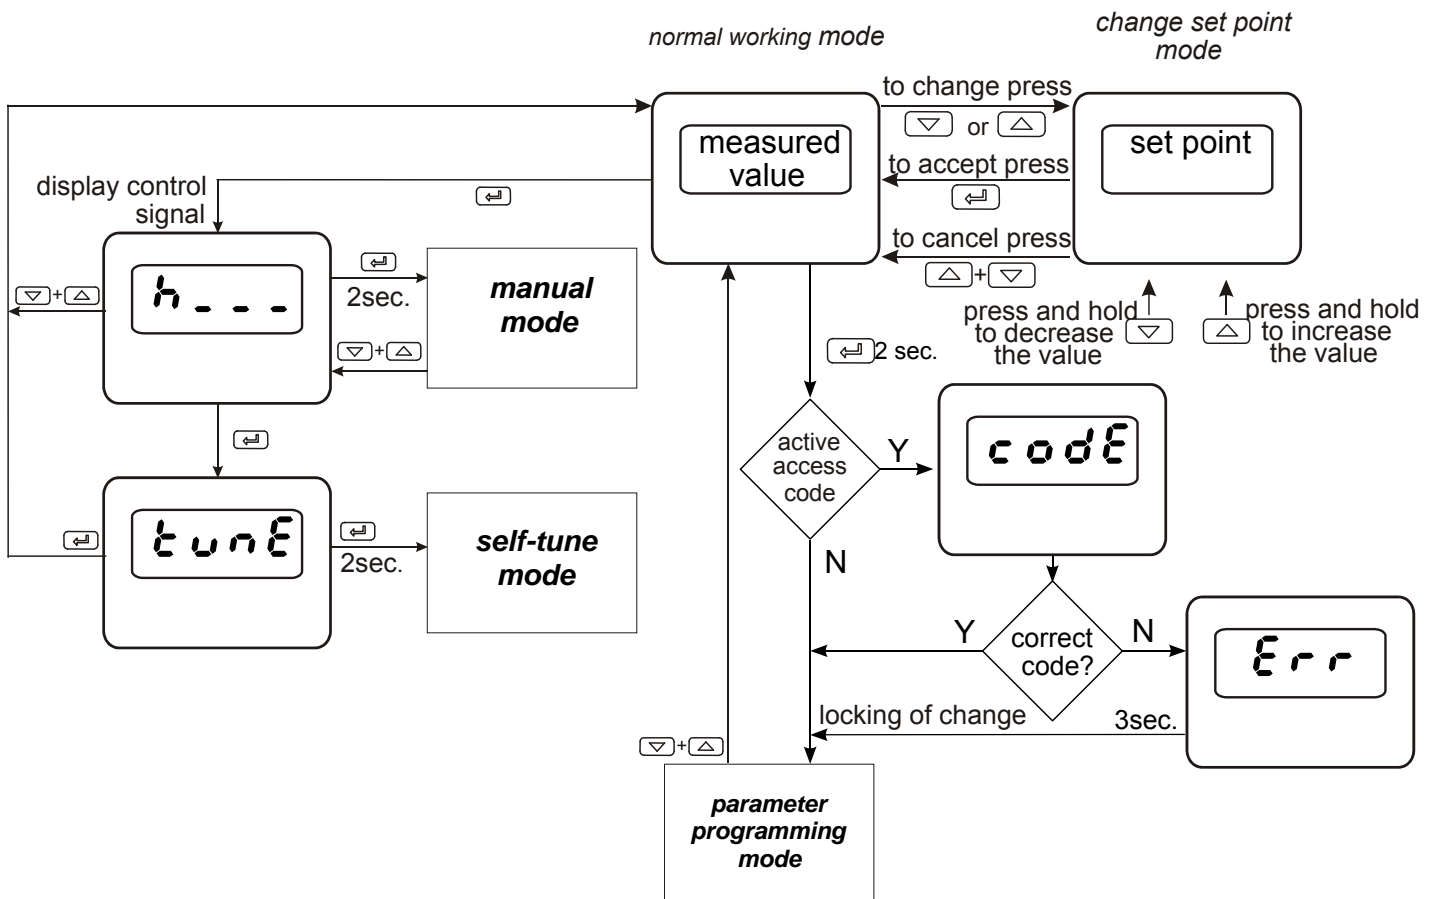 normal working mode
change set point
mode
to change press
or
measured
value
set point
to accept press
display control
signal
to cancel press
+
h _ _ _
2sec.
manual
mode
+
press and hold
to decrease
the value
press and hold
to increase
the value
+
2 sec.
active
access
code
Y
codE
tunE
2sec.
self-tune
mode
N
Y
correct
code?
N
Err
locking of change
3sec.
+
parameter
programming
mode